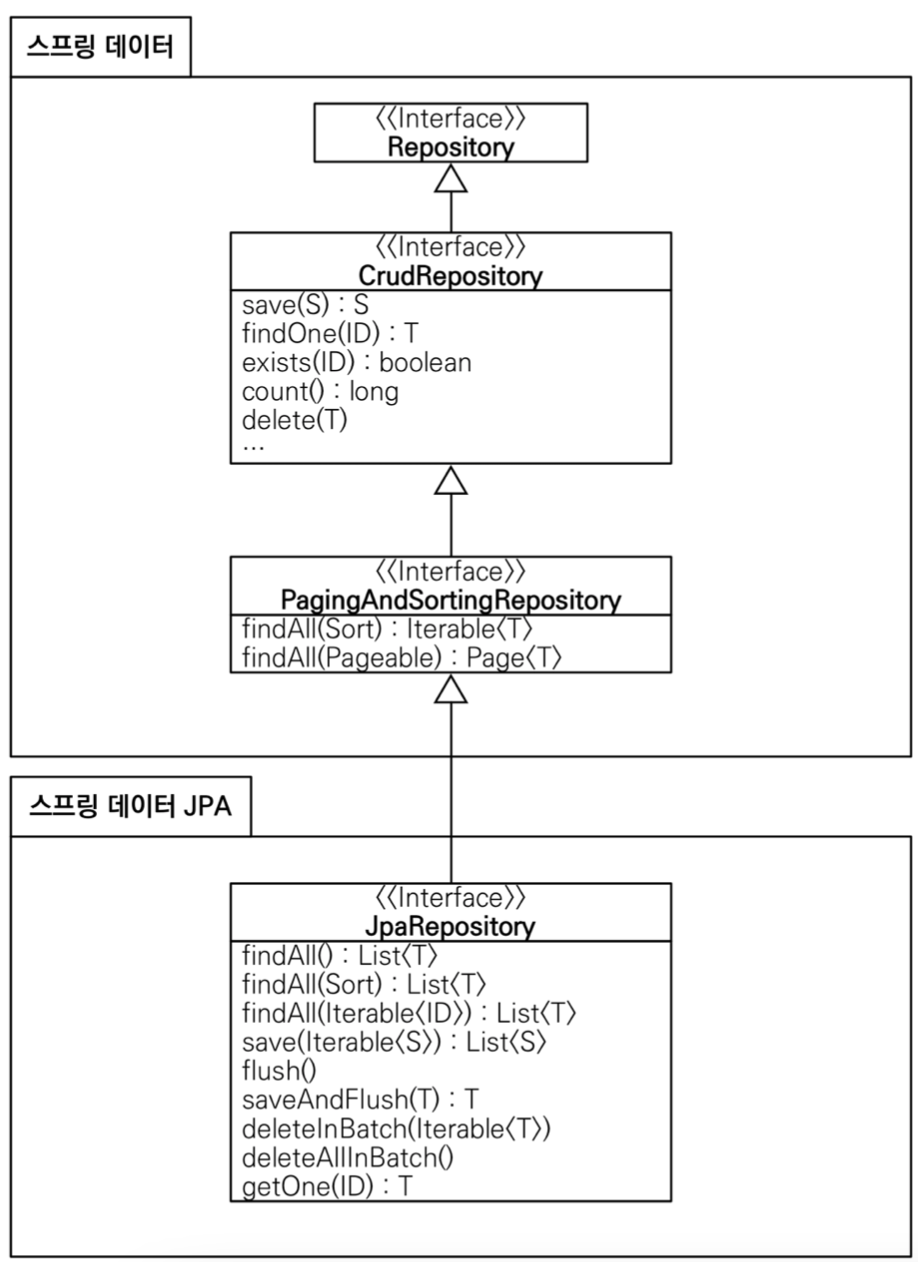 스프링 데이터
〈〈Interface〉〉
Repository
〈〈Interface〉〉
CrudRepository
save(S) : S
findOne(ID) : T
exists(ID) : boolean
count() : long
delete(T)
...
〈〈Interface〉〉
PagingAndSortingRepository
findAll(Sort) : Iterable〈T〉
findAll(Pageable) : Page〈T〉
스프링 데이터 JPA
〈〈Interface〉〉
JpaRepository
findAll() : List〈T〉
findAll(Sort) : List〈T〉
findAll(Iterable〈ID〉) : List〈T〉
save(Iterable〈S〉) : List〈S〉
flush()
saveAndFlush(T) : T
deleteInBatch(Iterable〈T〉)
deleteAllInBatch()
getOne(ID) : T